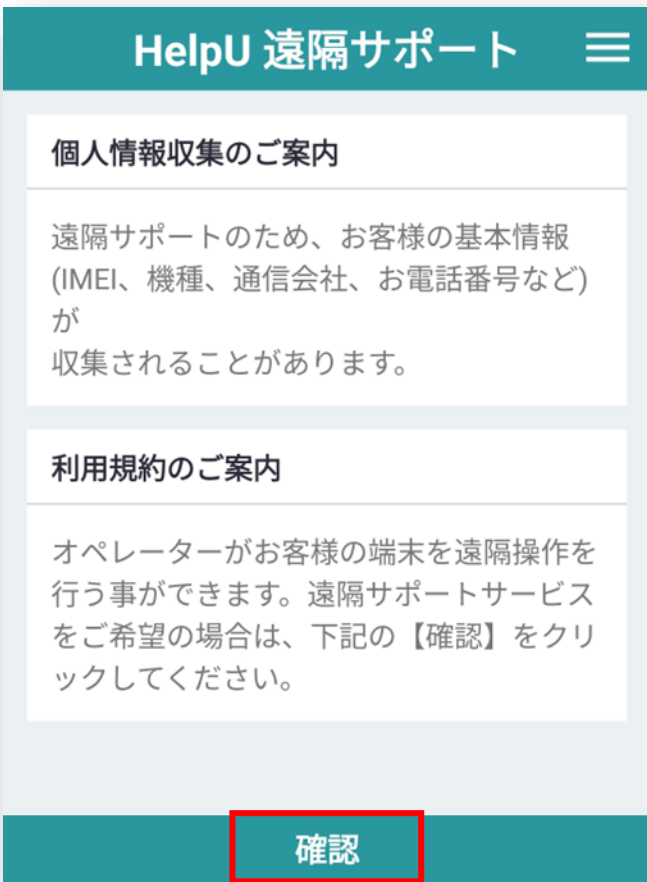 HelpU 遠隔サポート
個人情報収集のご案内
遠隔サポートのため、お客様の基本情報
(IMEI、機種、通信会社、お電話番号など)
が
収集されることがあります。
利用規約のご案内
オペレーターがお客様の端末を遠隔操作を
行う事ができます。遠隔サポートサービス
をご希望の場合は、下記の【確認】をクリ
ックしてください。
確認